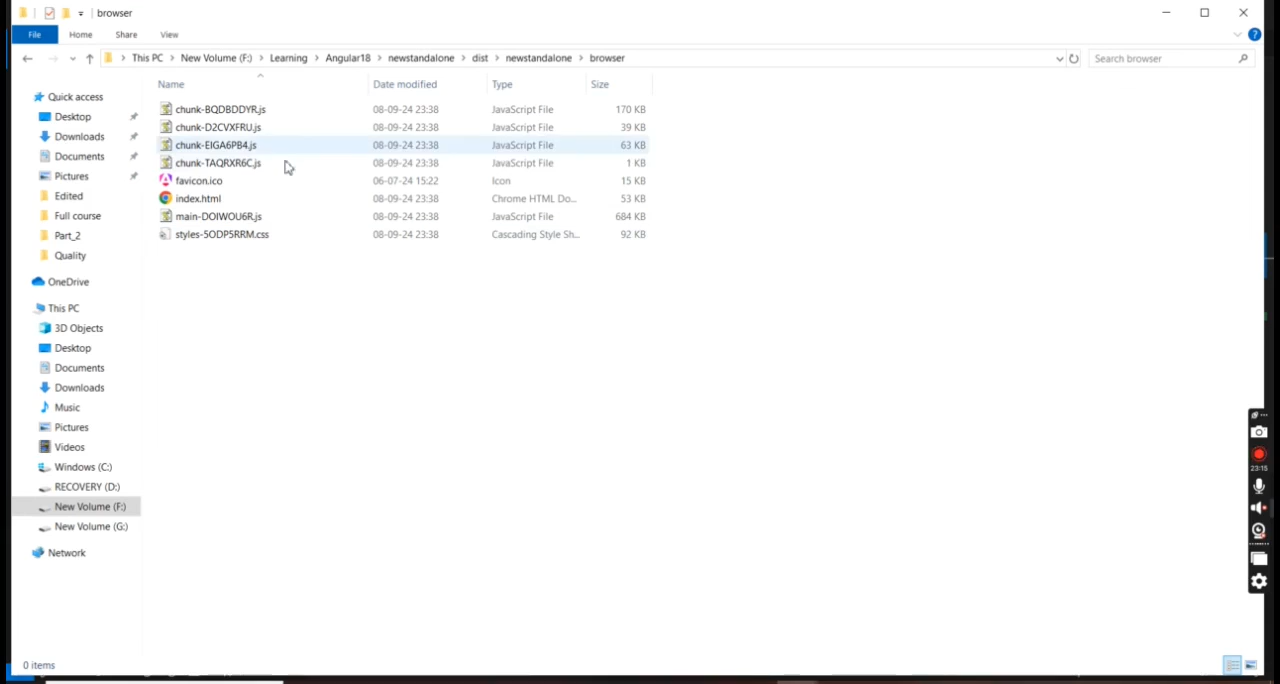 browser
File Home Share View
This PC New Volume (F:) Learning Angular18 newstandalone dist newstandalone browser
Search browser
Name Date modified Type Size
Quick access
Desktop
Downloads
Documents
Pictures
Edited
Full course
Part_2
Quality
OneDrive
This PC
3D Objects
Desktop
Documents
Downloads
Music
Pictures
Videos
Windows (C:)
RECOVERY (D:)
New Volume (F:)
New Volume (G:)
Network
chunk-BQDBDDYR.js 08-09-24 23:38 JavaScript File 170 KB
chunk-D2CVXFRU.js 08-09-24 23:38 JavaScript File 39 KB
chunk-EIGA6PB4.js 08-09-24 23:38 JavaScript File 63 KB
chunk-TAQRXR6C.js 08-09-24 23:38 JavaScript File 1 KB
favicon.ico 06-07-24 15:22 Icon 15 KB
index.html 08-09-24 23:38 Chrome HTML Do... 53 KB
main-DOIWOU6R.js 08-09-24 23:38 JavaScript File 684 KB
styles-5ODP5RRM.css 08-09-24 23:38 Cascading Style Sh... 92 KB
23:15
0 items